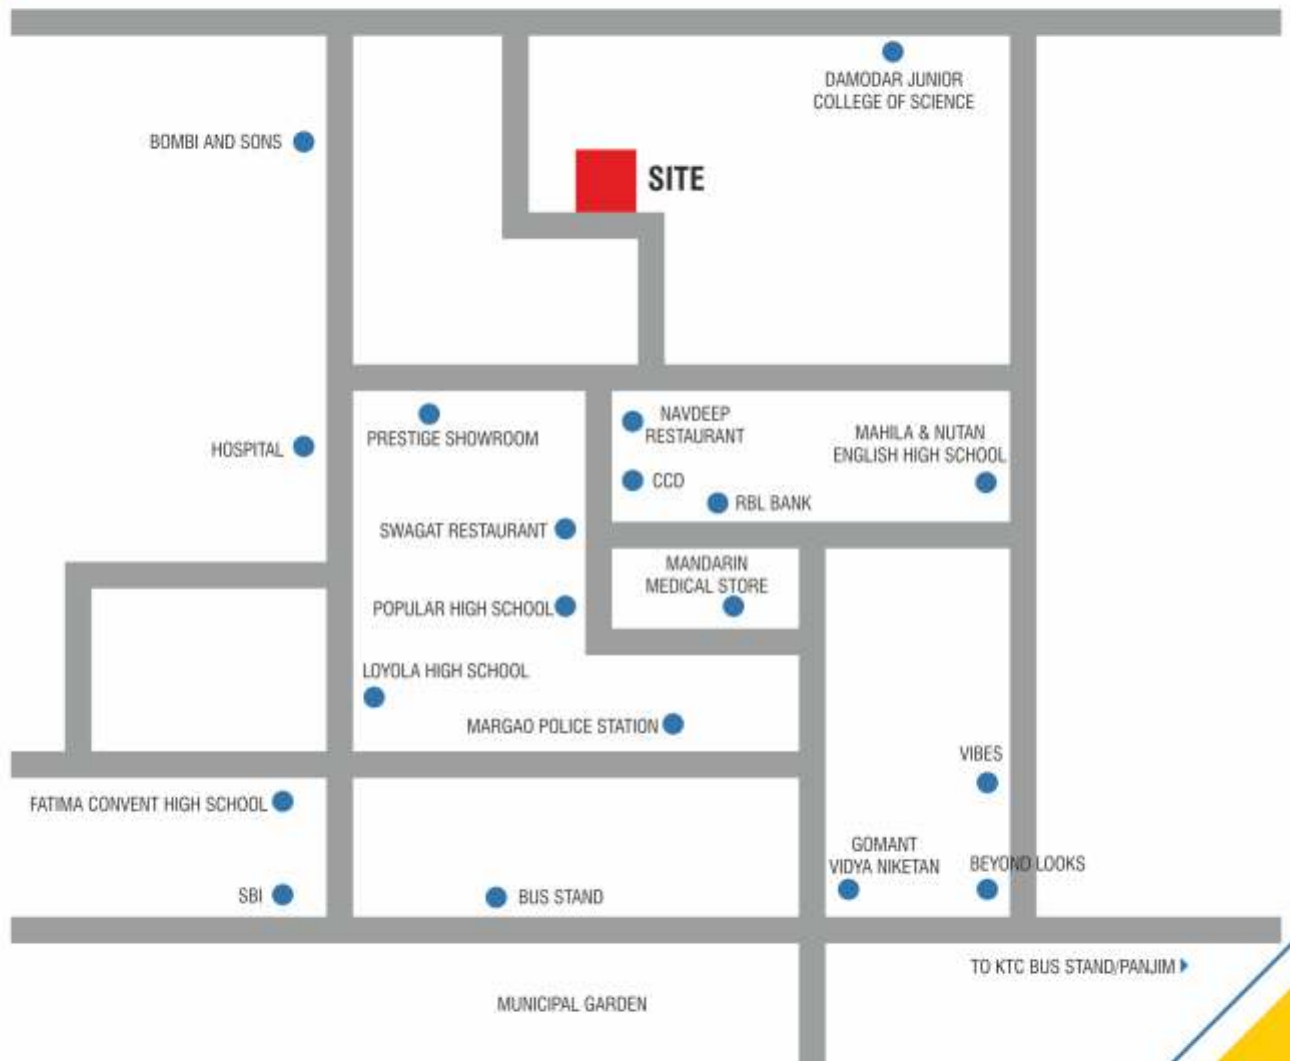 DAMODAR JUNIOR
COLLEGE OF SCIENCE
BOMBI AND SONS
SITE
NAVDEEP
RESTAURANT
PRESTIGE SHOWROOM
MAHILA & NUTAN
ENGLISH HIGH SCHOOL
HOSPITAL
CCD
RBL BANK
SWAGAT RESTAURANT
MANDARIN
MEDICAL STORE
POPULAR HIGH SCHOOL
LOYOLA HIGH SCHOOL
MARGAO POLICE STATION
VIBES
FATIMA CONVENT HIGH SCHOOL
GOMANT
VIDYA NIKETAN
BEYOND LOOKS
SBI
BUS STAND
TO KTC BUS STAND/PANJIM
MUNICIPAL GARDEN